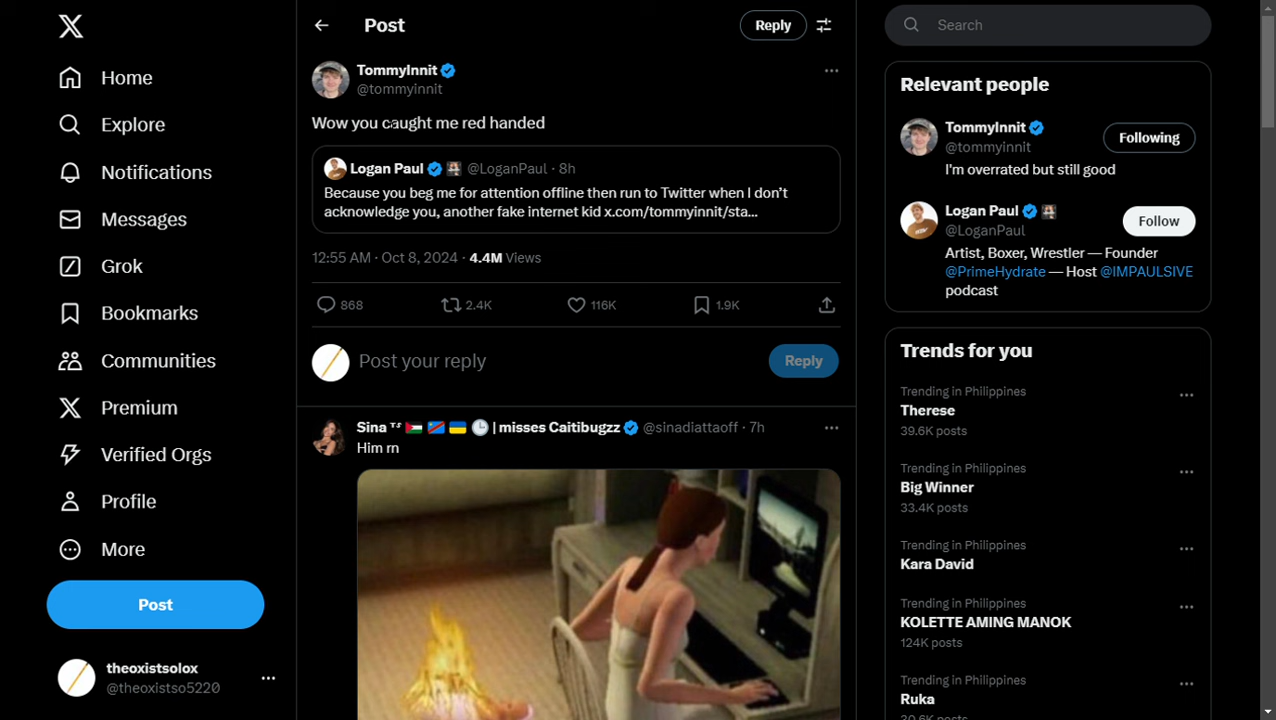 Home
Explore
Notifications
Messages
Grok
Bookmarks
Communities
Premium
Verified Orgs
Profile
More
Post
theoxistsolox
@theoxistso5220
Post
Reply
TommyInnit
@tommyinnit
Wow you caught me red handed
Logan Paul @LoganPaul · 8h
Because you beg me for attention offline then run to Twitter when I don't
acknowledge you, another fake internet kid x.com/tommyinnit/sta...
12:55 AM · Oct 8, 2024 · 4.4M Views
868 2.4K 116K 1.9K
Post your reply
Reply
Sina ᵀˢ 🇵🇸 🇨🇩 🇺🇦 🕒 | misses Caitibugzz @sinadiattaoff · 7h
Him rn
Search
Relevant people
TommyInnit
@tommyinnit
Following
I'm overrated but still good
Logan Paul
@LoganPaul
Follow
Artist, Boxer, Wrestler — Founder
@PrimeHydrate — Host @IMPAULSIVE
podcast
Trends for you
Trending in Philippines
Therese
39.6K posts
Trending in Philippines
Big Winner
33.4K posts
Trending in Philippines
Kara David
Trending in Philippines
KOLETTE AMING MANOK
124K posts
Trending in Philippines
Ruka
30.6K posts